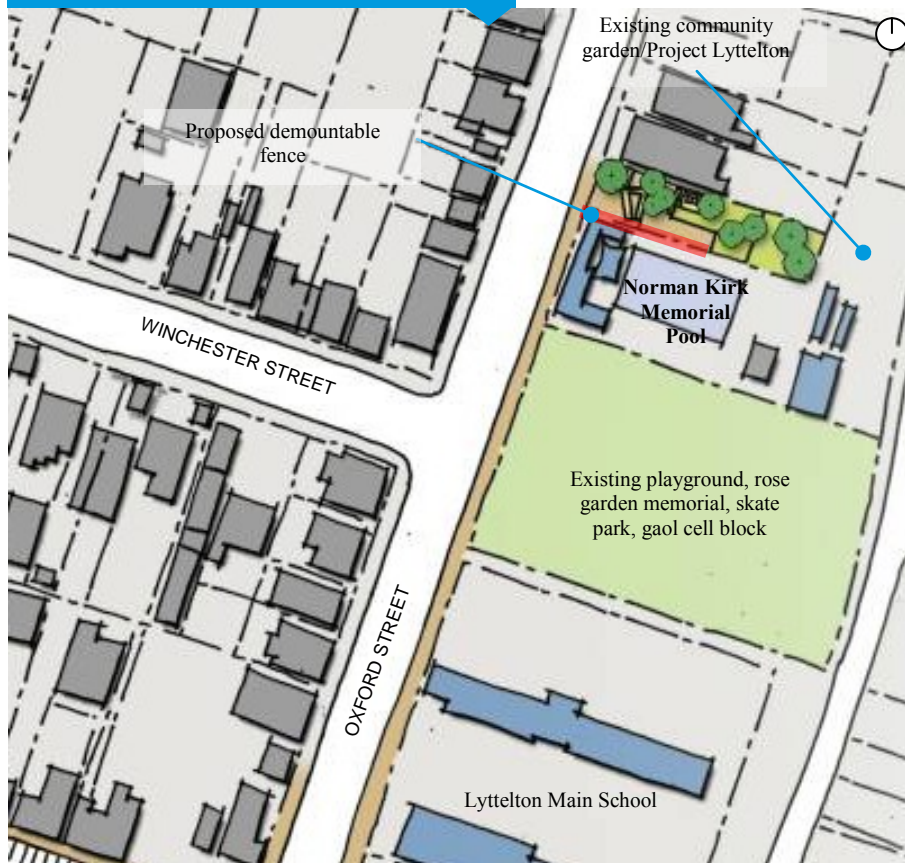 Existing community
garden/Project Lyttelton
Proposed demountable
fence
Norman Kirk
Memorial
Pool
WINCHESTER STREET
Existing playground, rose
garden memorial, skate
park, gaol cell block
OXFORD STREET
Lyttelton Main School